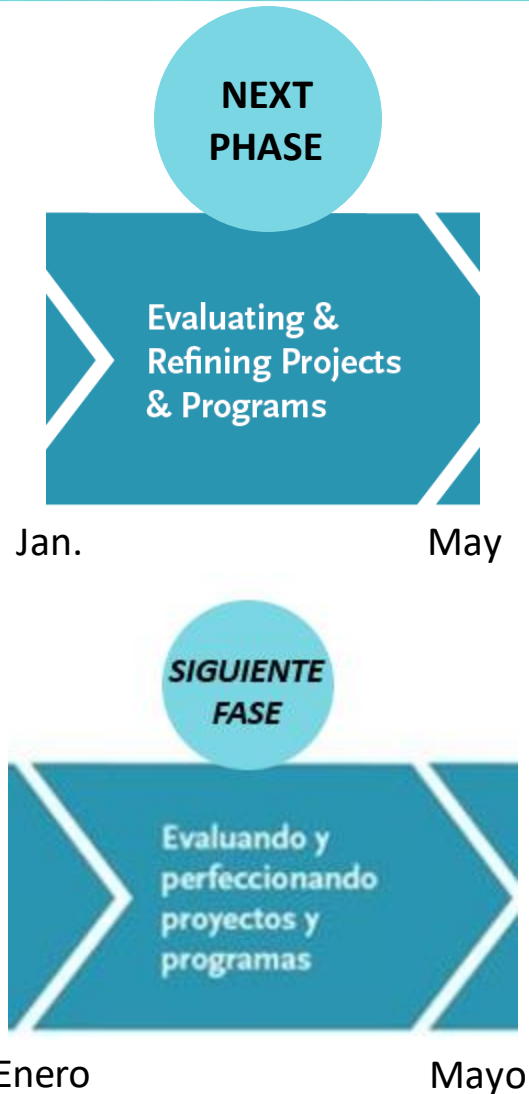 NEXT
PHASE
Evaluating &
Refining Projects
& Programs
Jan. May
SIGUIENTE
FASE
Evaluando y
perfeccionando
proyectos y
programas
Enero Mayo